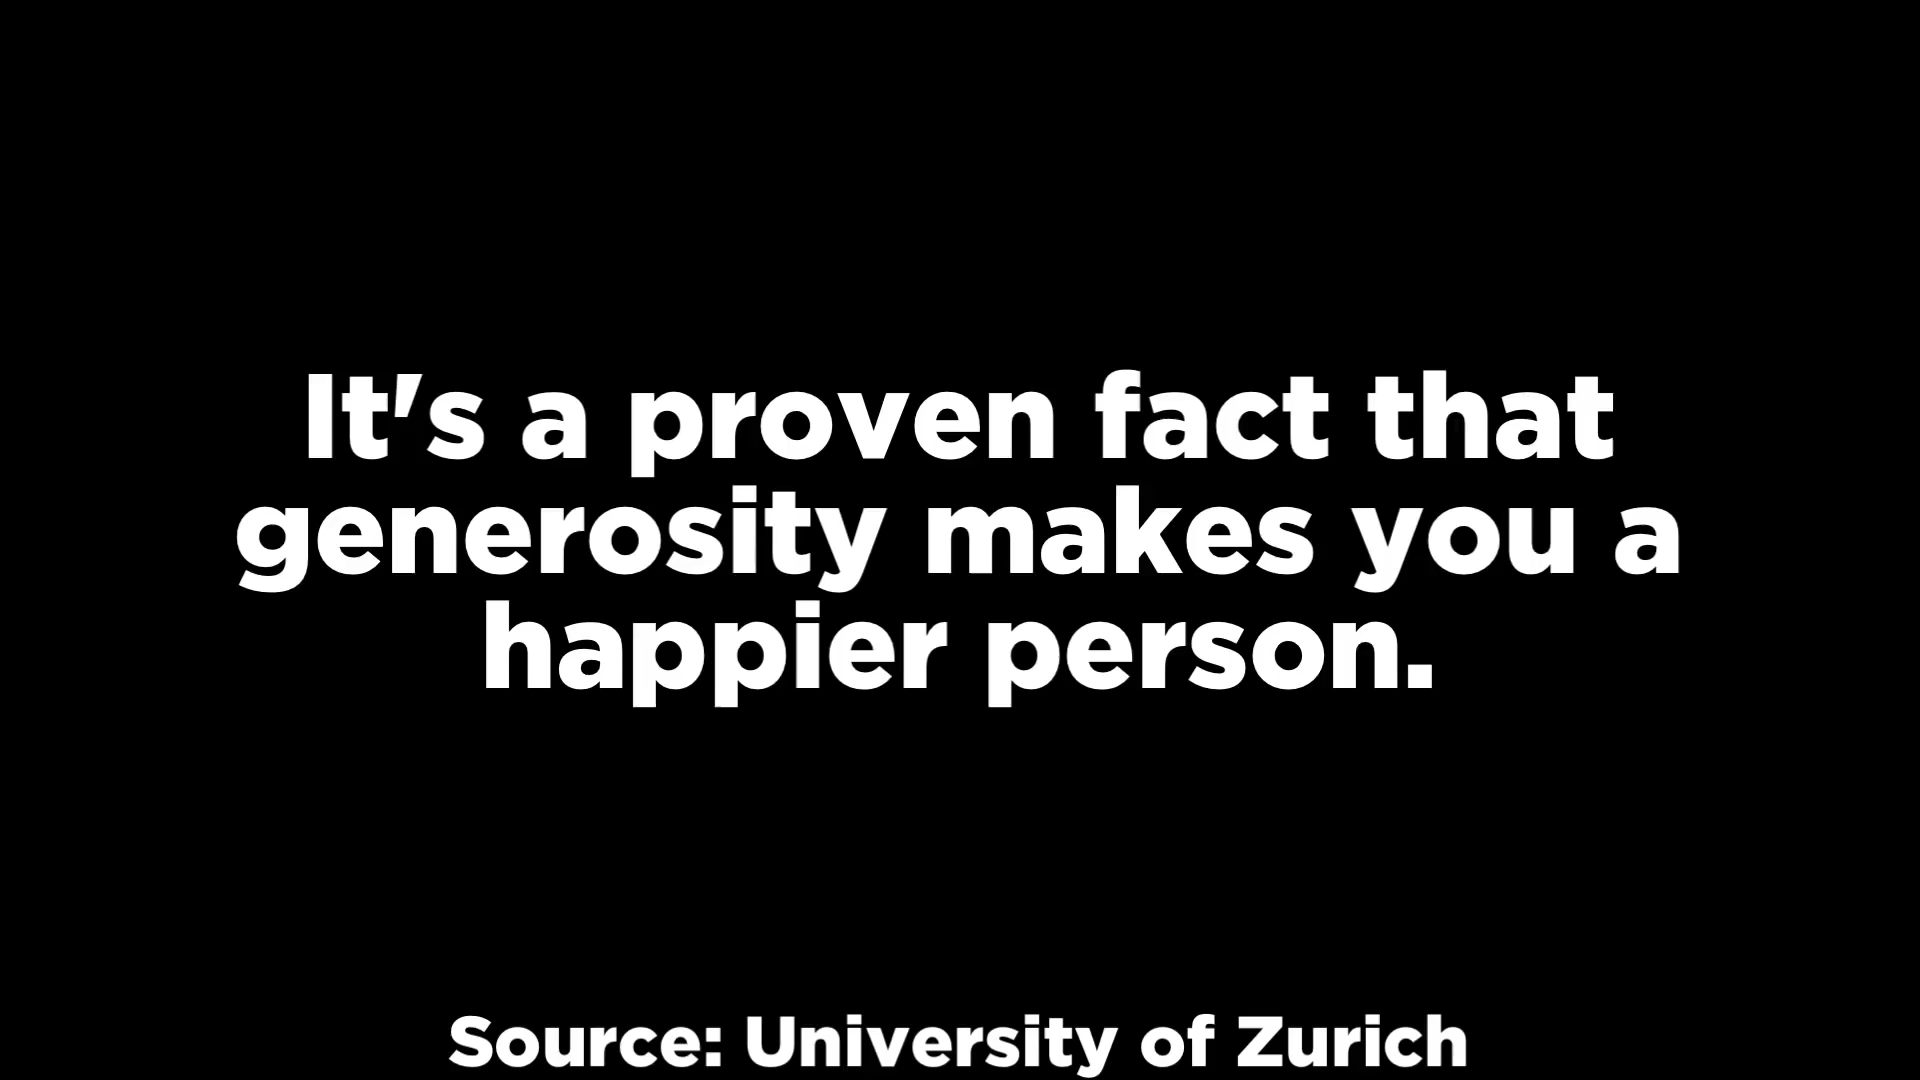 It's a proven fact that
generosity makes you a
happier person.
Source: University of Zurich